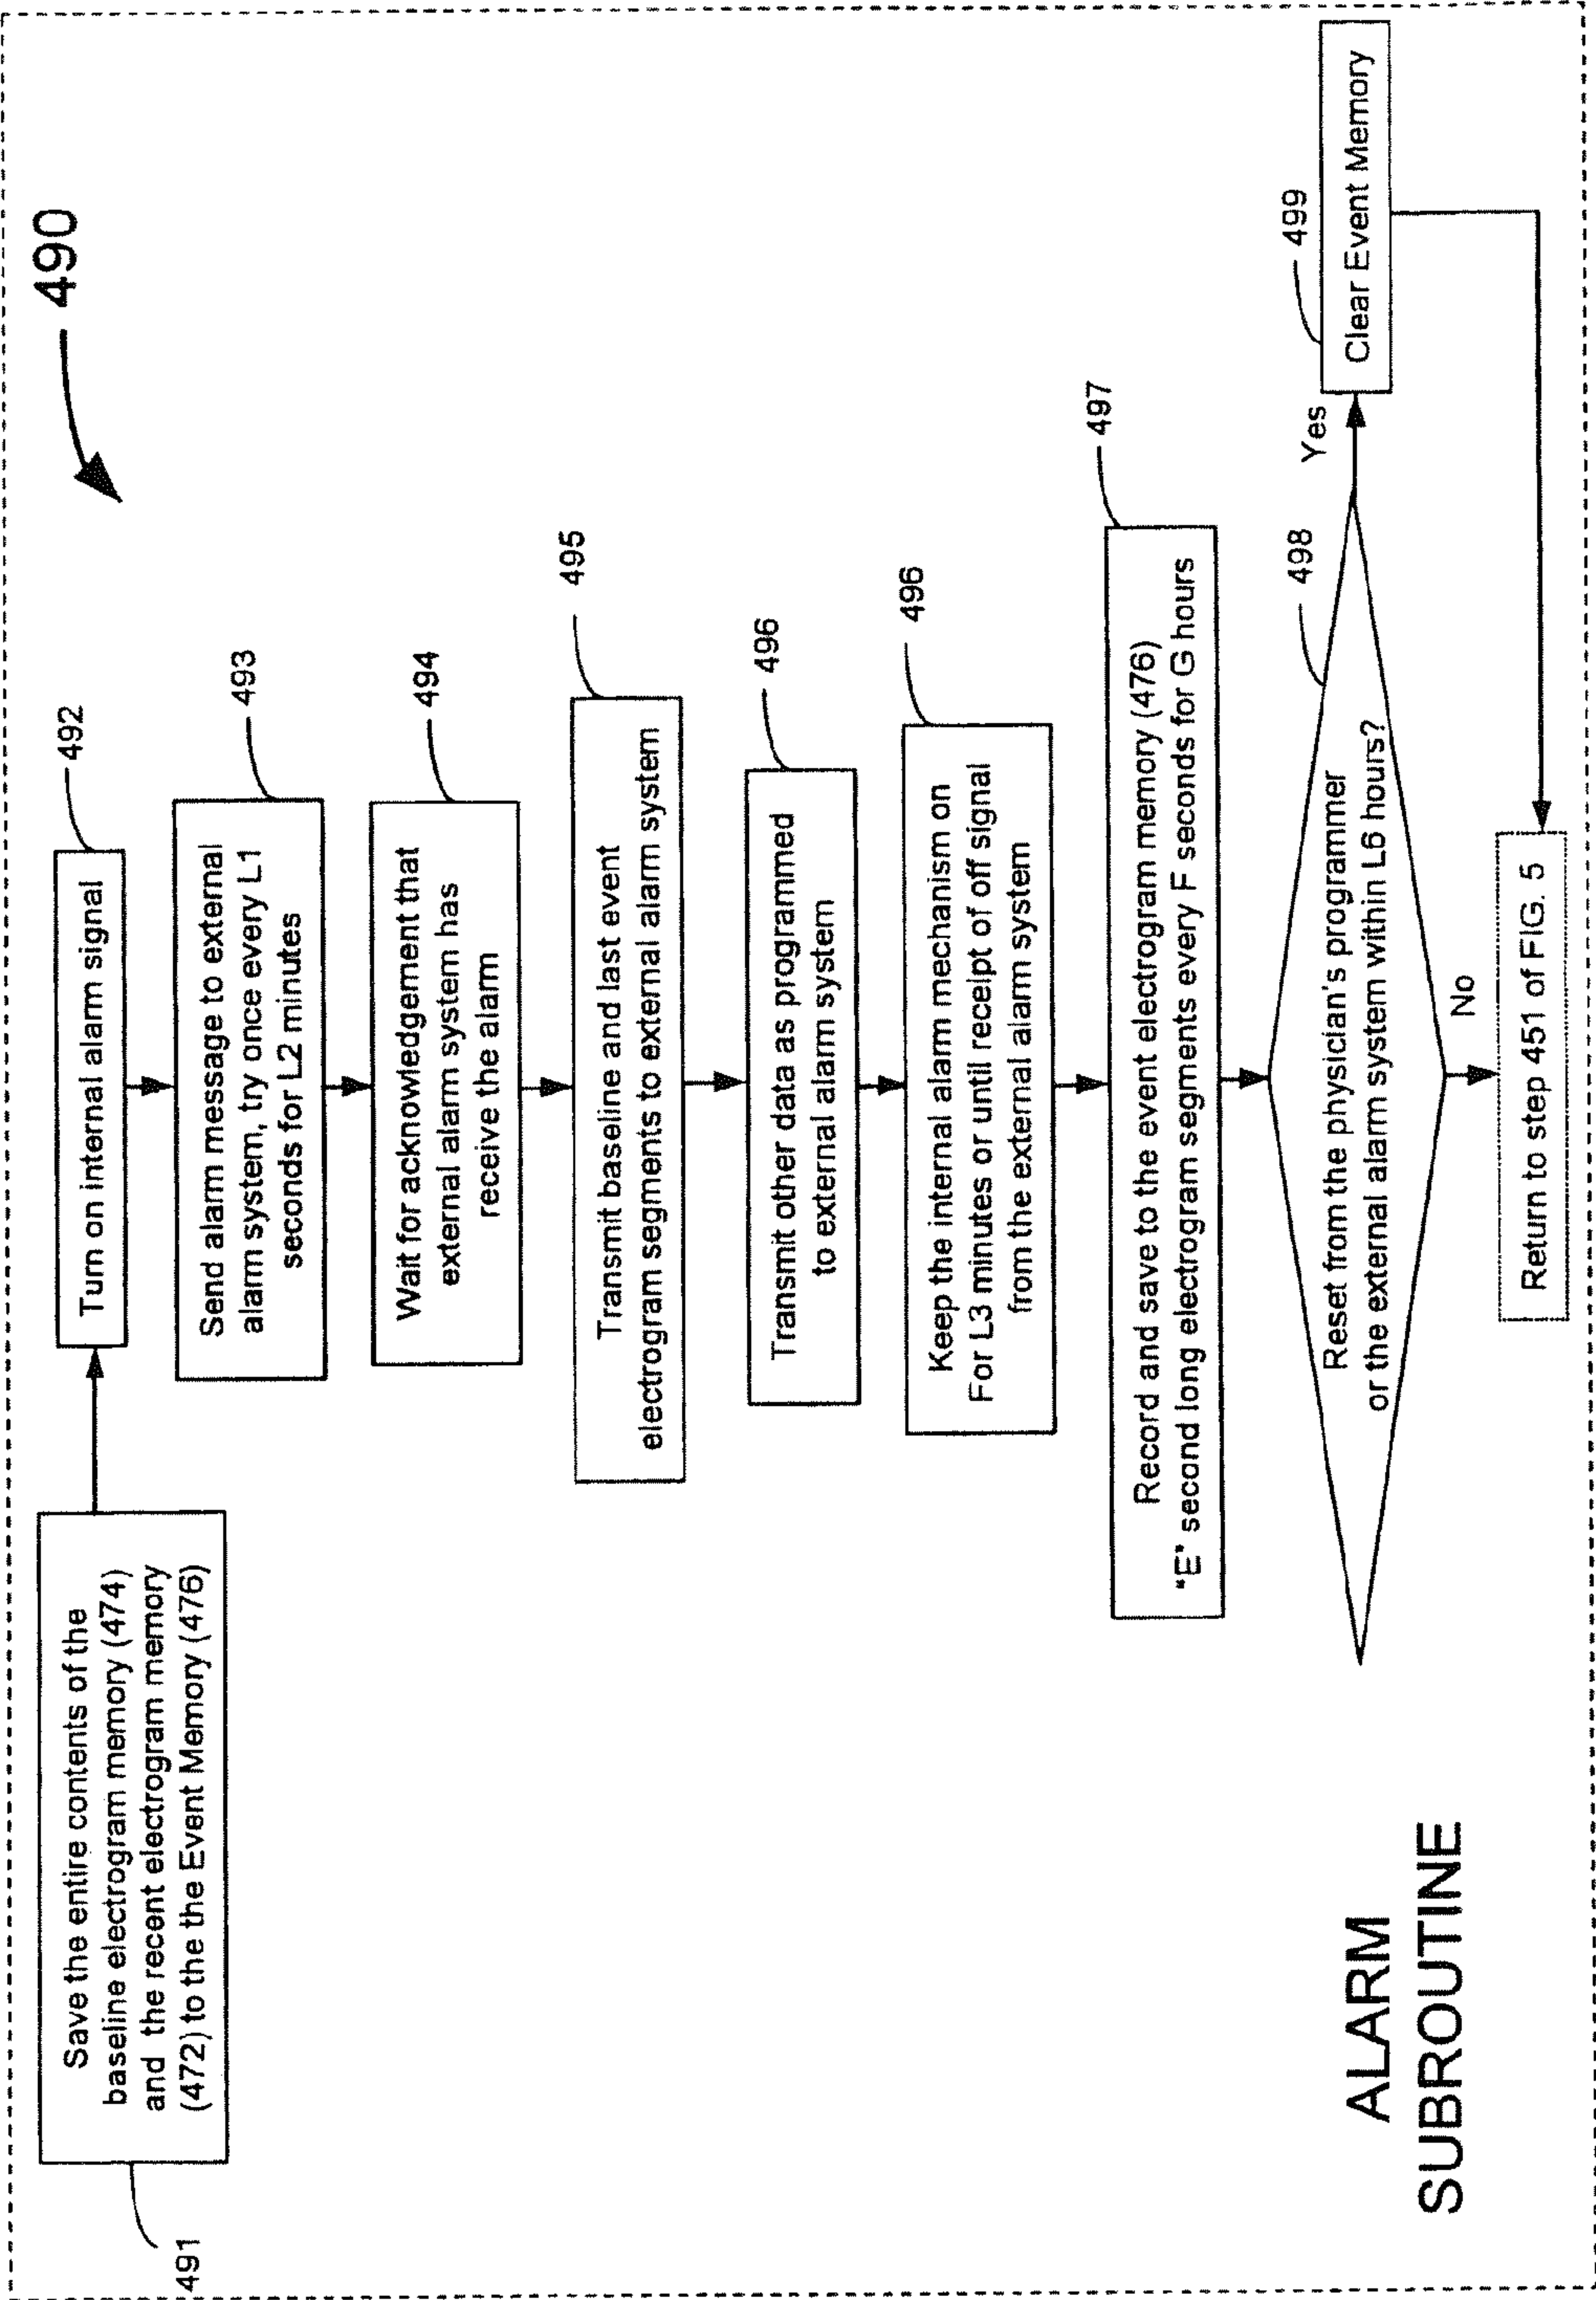 490
Save the entire contents of the
baseline electrogram memory (474)
and the recent electrogram memory
(472) to the the Event Memory (476)
491
Turn on internal alarm signal
492
Send alarm message to external
alarm system, try once every L1
seconds for L2 minutes
493
Wait for acknowledgement that
external alarm system has
receive the alarm
494
Transmit baseline and last event
electrogram segments to external alarm system
495
Transmit other data as programmed
to external alarm system
496
Keep the internal alarm mechanism on
For L3 minutes or until receipt of off signal
from the external alarm system
496
Record and save to the event electrogram memory (476)
"E" second long electrogram segments every F seconds for G hours
497
Reset from the physician's programmer
or the external alarm system within L6 hours?
498
Yes
Clear Event Memory
499
No
Return to step 451 of FIG. 5
ALARM
SUBROUTINE